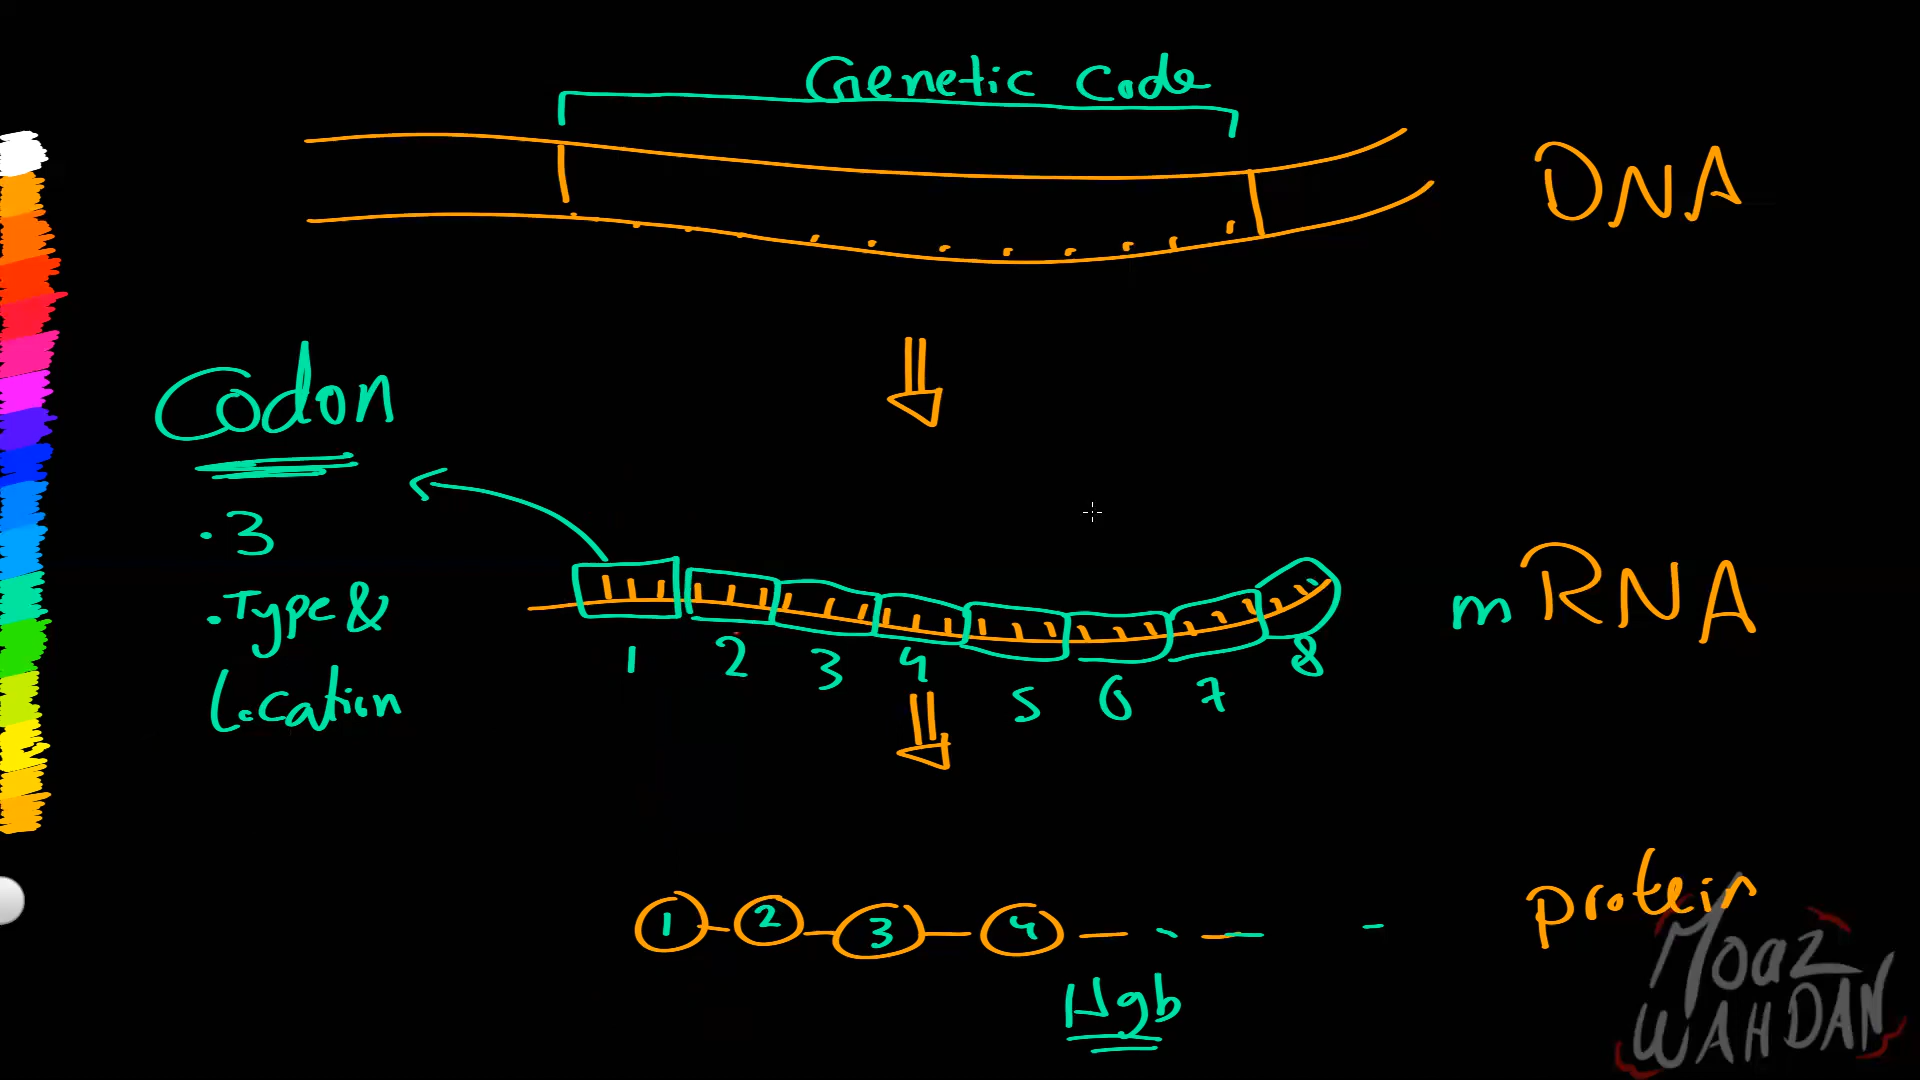 Genetic Code
DNA
Codon
. 3
. Type &
Location
mRNA
1 2 3 4 5 6 7 8
protein
1 2 3 4
Hgb
MOAZ
WAHDAN